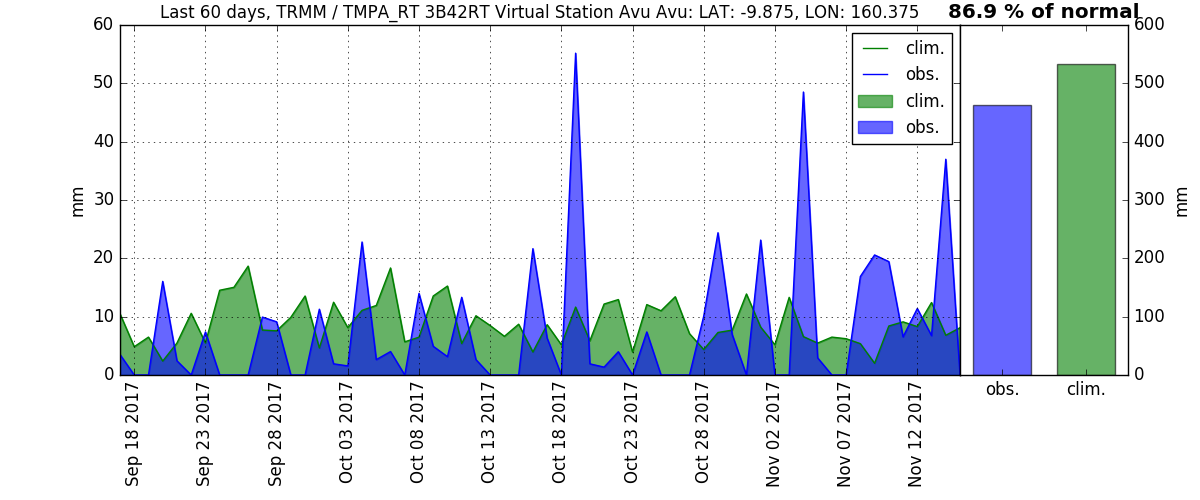 Last 60 days, TRMM / TMPA_RT 3B42RT Virtual Station Avu Avu: LAT: -9.875, LON: 160.375
86.9 % of normal
60
50
40
30
20
10
0
mm
clim.
obs.
clim.
obs.
600
500
400
300
200
100
0
mm
Sep 18 2017
Sep 23 2017
Sep 28 2017
Oct 03 2017
Oct 08 2017
Oct 13 2017
Oct 18 2017
Oct 23 2017
Oct 28 2017
Nov 02 2017
Nov 07 2017
Nov 12 2017
obs.
clim.